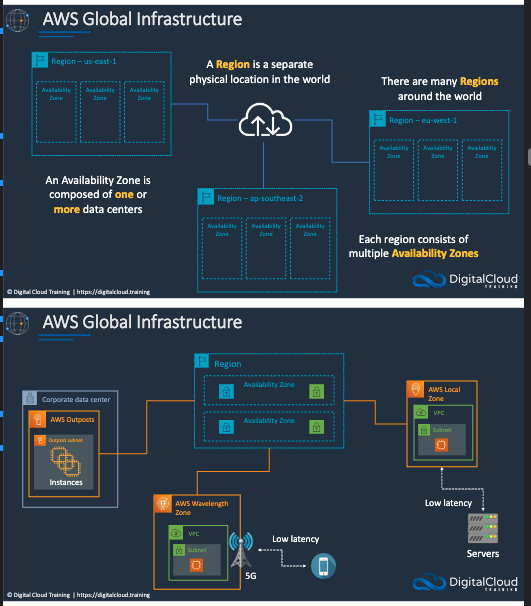 AWS Global Infrastructure
Region – us-east-1
Availability Zone
Availability Zone
Availability Zone
A Region is a separate
physical location in the world
There are many Regions
around the world
Region – eu-west-1
Availability Zone
Availability Zone
Availability Zone
An Availability Zone is
composed of one or
more data centers
Region – ap-southeast-2
Availability Zone
Availability Zone
Availability Zone
Each region consists of
multiple Availability Zones
DigitalCloud
TRAINING
© Digital Cloud Training | https://digitalcloud.training
AWS Global Infrastructure
Region
Availability Zone
Availability Zone
Corporate data center
AWS Outposts
Outpost subnet
Instances
AWS Local
Zone
VPC
Subnet
Low latency
Servers
AWS Wavelength
Zone
VPC
Subnet
5G
Low latency
DigitalCloud
TRAINING
© Digital Cloud Training | https://digitalcloud.training